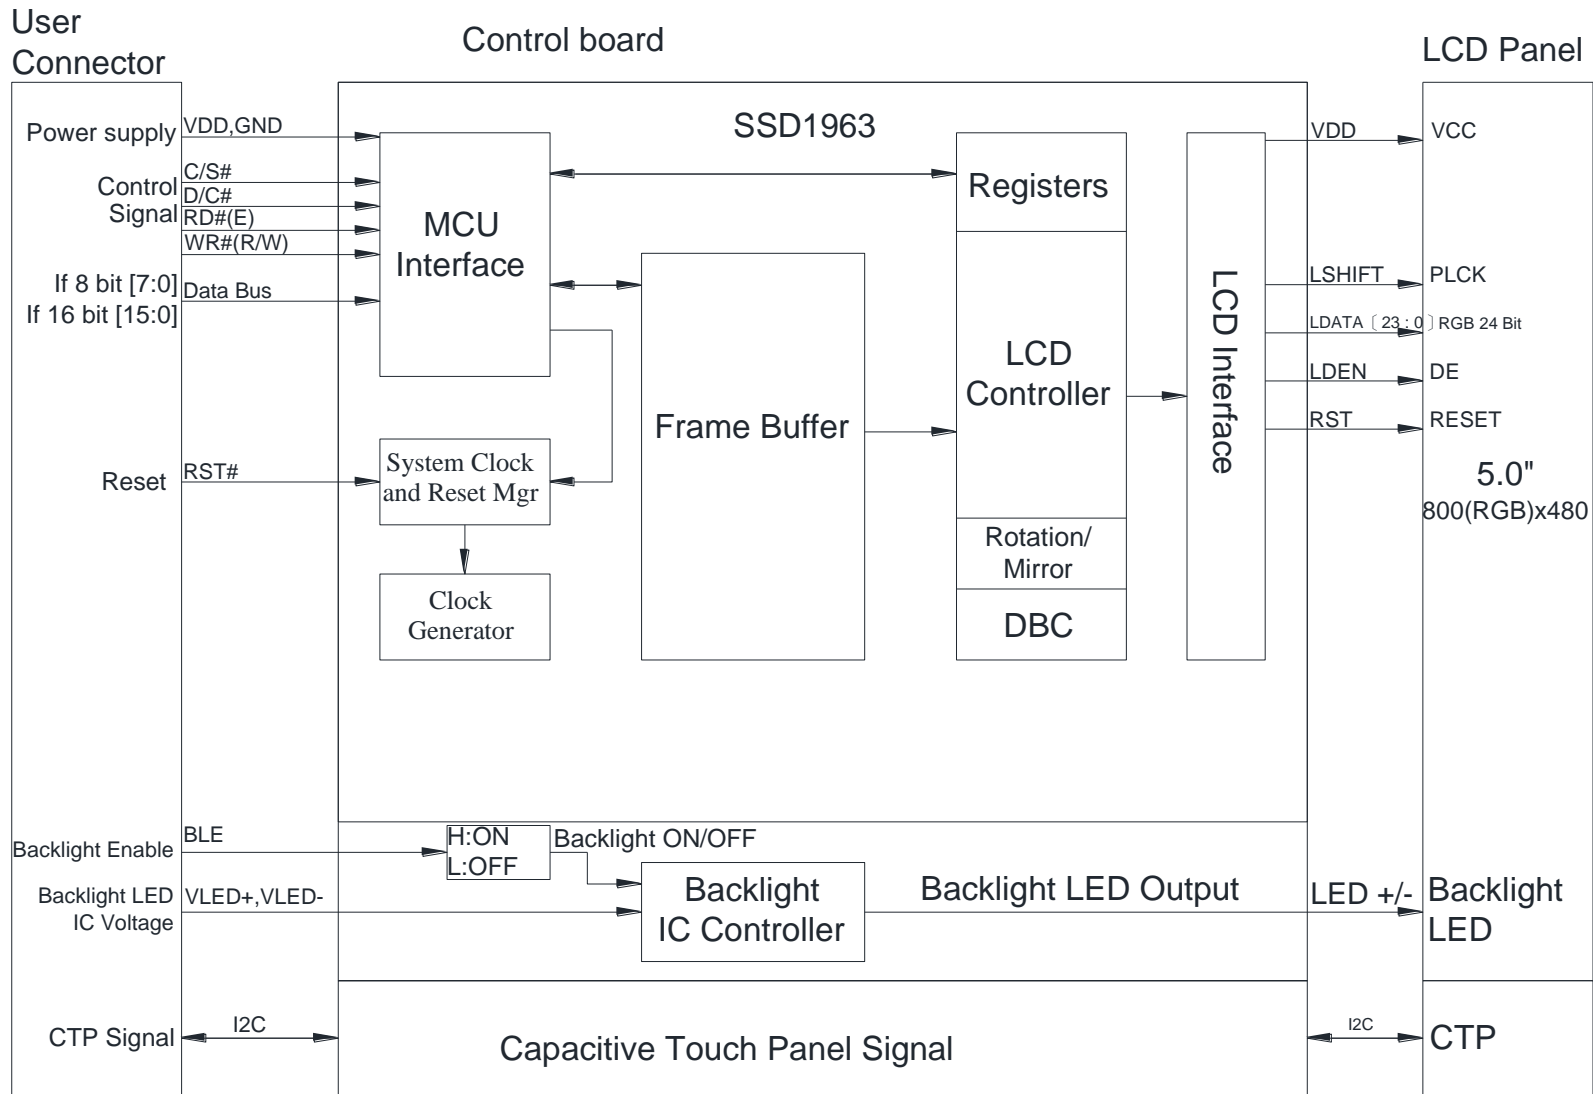 User
Connector
Control board
LCD Panel
Power supply
VDD,GND
Control
Signal
C/S#
D/C#
RD#(E)
WR#(R/W)
If 8 bit [7:0]
If 16 bit [15:0]
Data Bus
Reset
RST#
SSD1963
MCU
Interface
System Clock
and Reset Mgr
Clock
Generator
Frame Buffer
Registers
LCD
Controller
Rotation/
Mirror
DBC
LCD Interface
VDD
VCC
LSHIFT
PLCK
LDATA〔23 : 0〕RGB 24 Bit
LDEN
DE
RST
RESET
5.0"
800(RGB)x480
Backlight Enable
BLE
H:ON
L:OFF
Backlight ON/OFF
Backlight LED
IC Voltage
VLED+,VLED-
Backlight
IC Controller
Backlight LED Output
LED +/-
Backlight
LED
CTP Signal
I2C
Capacitive Touch Panel Signal
I2C
CTP